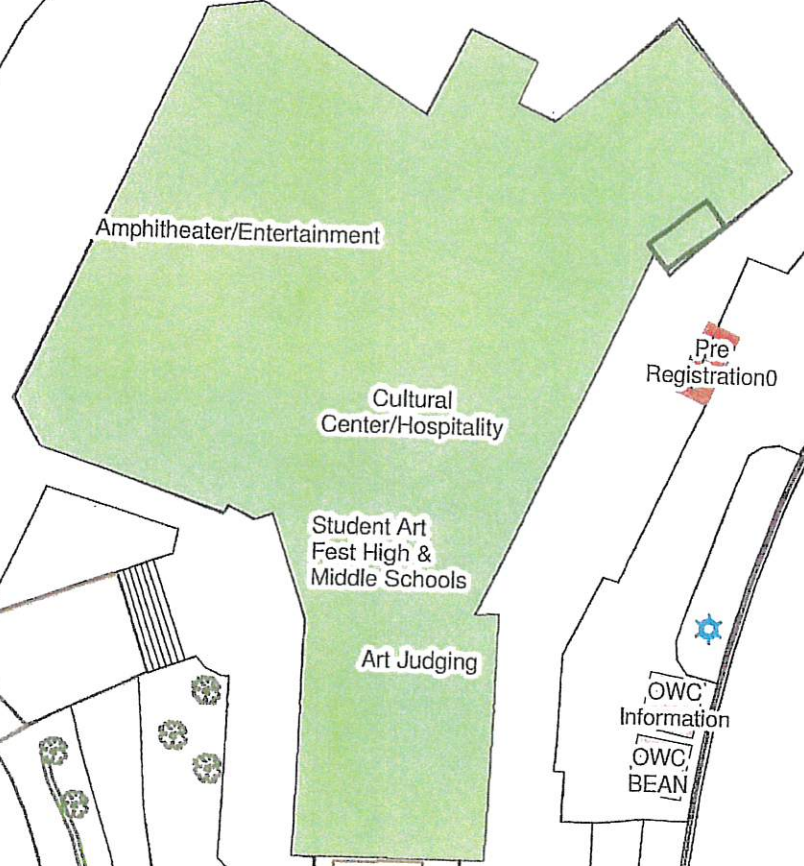 Amphitheater/Entertainment
Pre
Registration0
Cultural
Center/Hospitality
Student Art
Fest High &
Middle Schools
Art Judging
OWC
Information
OWC
BEAN